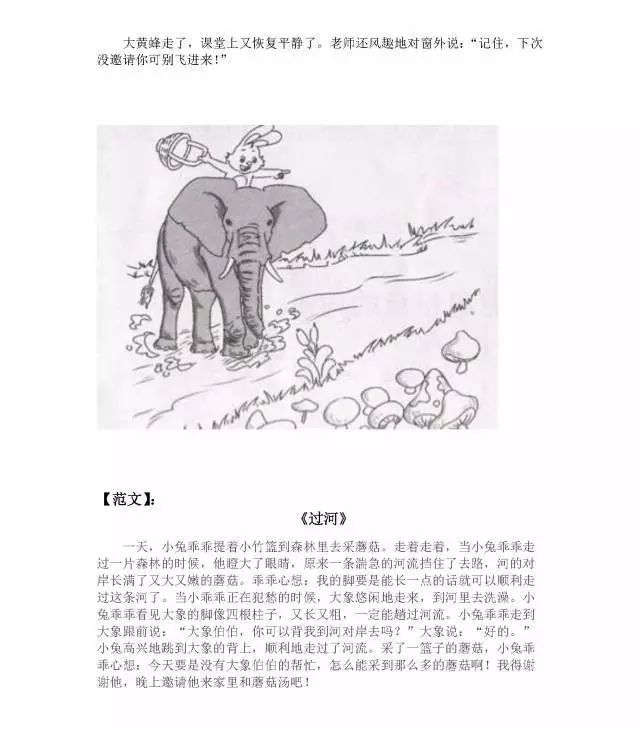 大黄蜂走了，课堂上又恢复平静了。老师还风趣地对窗外说：“记住，下次
没邀请你可别飞进来！”
【范文】：
《过河》
一天，小兔乖乖提着小竹篮到森林里去采蘑菇。走着走着，当小兔乖乖走
过一片森林的时候，他瞪大了眼睛，原来一条湍急的河流挡住了去路，河的对
岸长满了又大又嫩的蘑菇。乖乖心想：我的脚要是能长一点的话就可以顺利走
过这条河了。当小乖乖正在犯愁的时候，大象悠闲地走来，到河里去洗澡。小
兔乖乖看见大象的脚像四根柱子，又长又粗，一定能趟过河流。小兔乖乖走到
大象跟前说：“大象伯伯，你可以背我到河对岸去吗？”大象说：“好的。”
小兔高兴地跳到大象的背上，顺利地走过了河流。采了一篮子的蘑菇，小兔乖
乖心想：今天要是没有大象伯伯的帮忙，怎么能采到那么多的蘑菇啊！我得谢
谢他，晚上邀请他来家里和蘑菇汤吧！